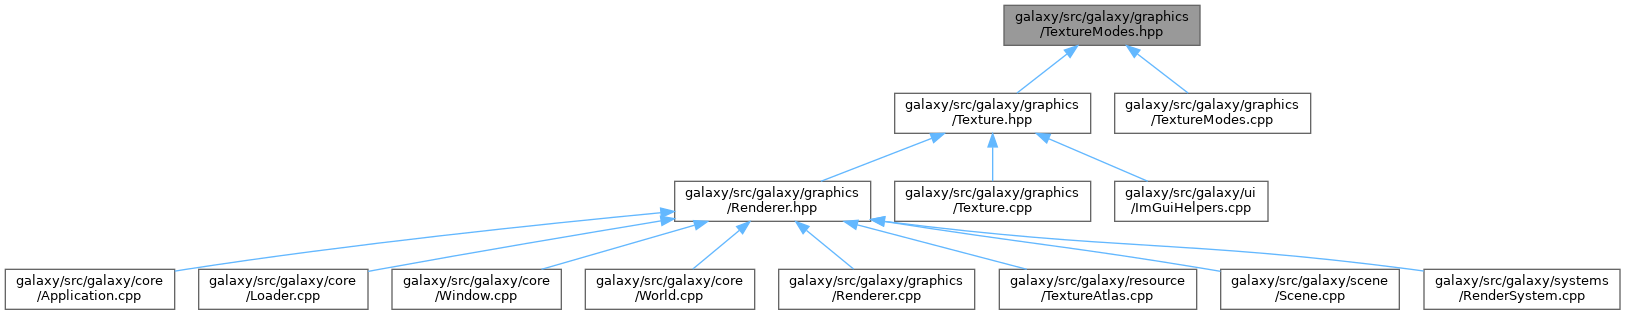 galaxy/src/galaxy/graphics
/TextureModes.hpp
galaxy/src/galaxy/graphics
/Texture.hpp
galaxy/src/galaxy/graphics
/TextureModes.cpp
galaxy/src/galaxy/graphics
/Renderer.hpp
galaxy/src/galaxy/graphics
/Texture.cpp
galaxy/src/galaxy/ui
/ImGuiHelpers.cpp
galaxy/src/galaxy/core
/Application.cpp
galaxy/src/galaxy/core
/Loader.cpp
galaxy/src/galaxy/core
/Window.cpp
galaxy/src/galaxy/core
/World.cpp
galaxy/src/galaxy/graphics
/Renderer.cpp
galaxy/src/galaxy/resource
/TextureAtlas.cpp
galaxy/src/galaxy/scene
/Scene.cpp
galaxy/src/galaxy/systems
/RenderSystem.cpp